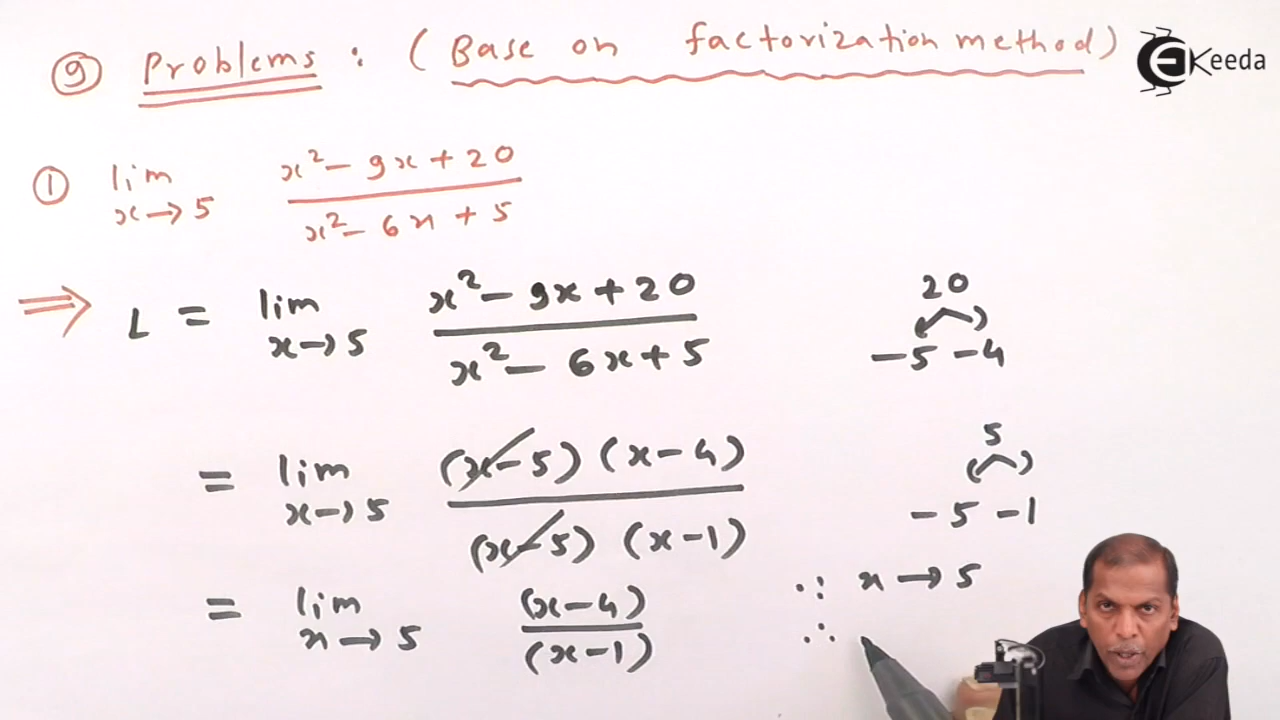 ⑨ Problems : ( Base on factorization method )
EKeeda
① lim x→5 (x² - 9x + 20) / (x² - 6x + 5)
⇒ L = lim x→5 (x² - 9x + 20) / (x² - 6x + 5)
20
-5 -4
= lim x→5 (x-5) (x-4) / (x-5) (x-1)
5
-5 -1
= lim x→5 (x-4) / (x-1)
∵ x → 5
∴